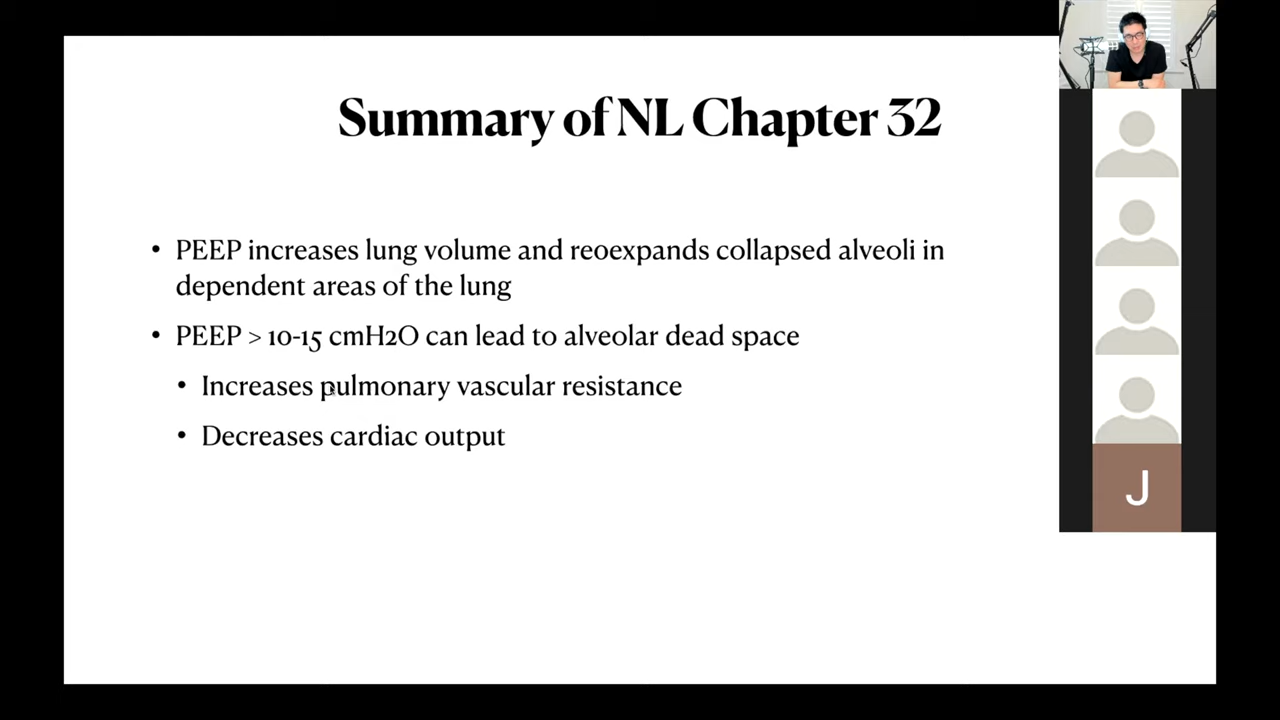 Summary of NL Chapter 32
• PEEP increases lung volume and reoexpands collapsed alveoli in
dependent areas of the lung
• PEEP > 10-15 cmH2O can lead to alveolar dead space
• Increases pulmonary vascular resistance
• Decreases cardiac output
J